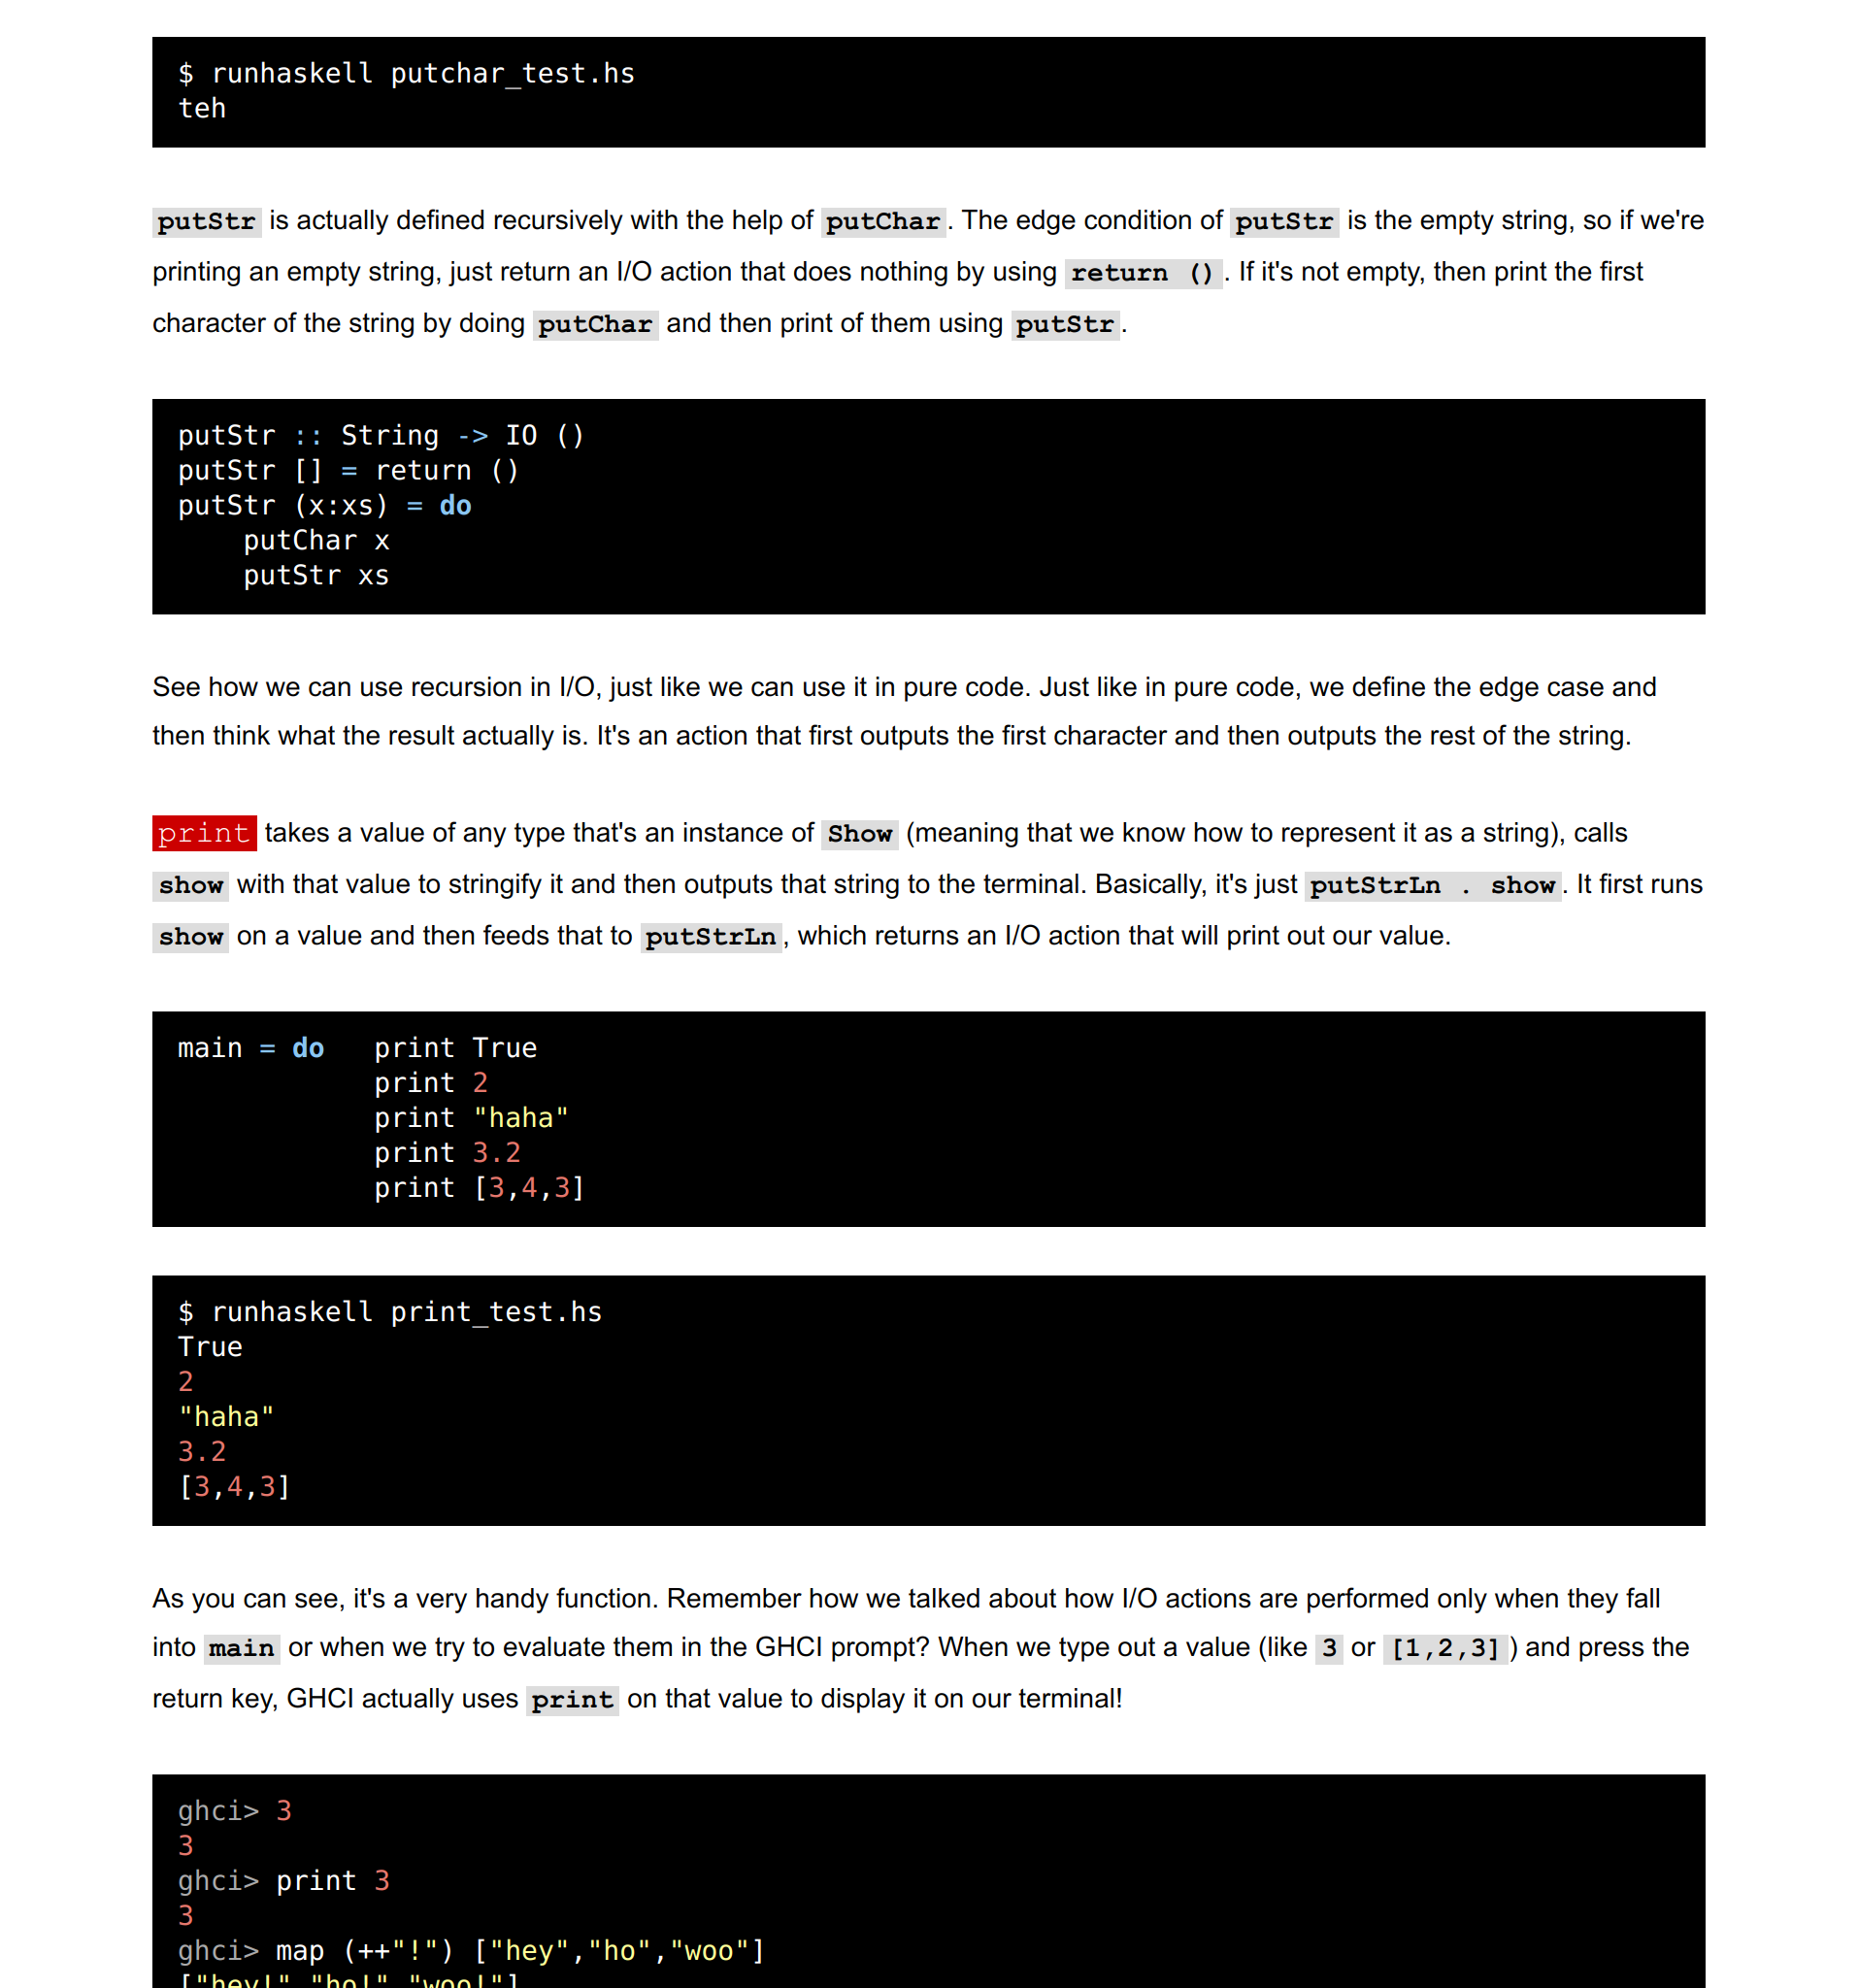 $ runhaskell putchar_test.hs
teh
putStr is actually defined recursively with the help of putChar. The edge condition of putStr is the empty string, so if we're
printing an empty string, just return an I/O action that does nothing by using return (). If it's not empty, then print the first
character of the string by doing putChar and then print of them using putStr.
putStr :: String -> IO ()
putStr [] = return ()
putStr (x:xs) = do
    putChar x
    putStr xs
See how we can use recursion in I/O, just like we can use it in pure code. Just like in pure code, we define the edge case and
then think what the result actually is. It's an action that first outputs the first character and then outputs the rest of the string.
print takes a value of any type that's an instance of Show (meaning that we know how to represent it as a string), calls
show with that value to stringify it and then outputs that string to the terminal. Basically, it's just putStrLn . show. It first runs
show on a value and then feeds that to putStrLn, which returns an I/O action that will print out our value.
main = do   print True
            print 2
            print "haha"
            print 3.2
            print [3,4,3]
$ runhaskell print_test.hs
True
2
"haha"
3.2
[3,4,3]
As you can see, it's a very handy function. Remember how we talked about how I/O actions are performed only when they fall
into main or when we try to evaluate them in the GHCI prompt? When we type out a value (like 3 or [1,2,3]) and press the
return key, GHCI actually uses print on that value to display it on our terminal!
ghci> 3
3
ghci> print 3
3
ghci> map (++"!") ["hey","ho","woo"]
["hey!","ho!","woo!"]